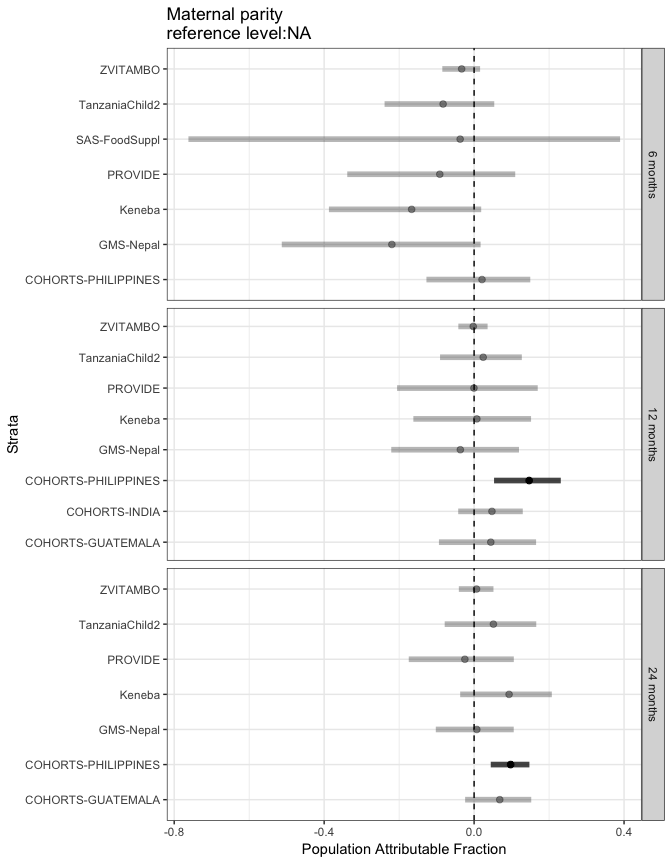 Maternal parity
reference level:NA
ZVITAMBO
TanzaniaChild2
SAS-FoodSuppl
PROVIDE
Keneba
GMS-Nepal
COHORTS-PHILIPPINES
6 months
ZVITAMBO
TanzaniaChild2
PROVIDE
Keneba
GMS-Nepal
COHORTS-PHILIPPINES
COHORTS-INDIA
COHORTS-GUATEMALA
12 months
Strata
ZVITAMBO
TanzaniaChild2
PROVIDE
Keneba
GMS-Nepal
COHORTS-PHILIPPINES
COHORTS-GUATEMALA
24 months
-0.8 -0.4 0.0 0.4
Population Attributable Fraction